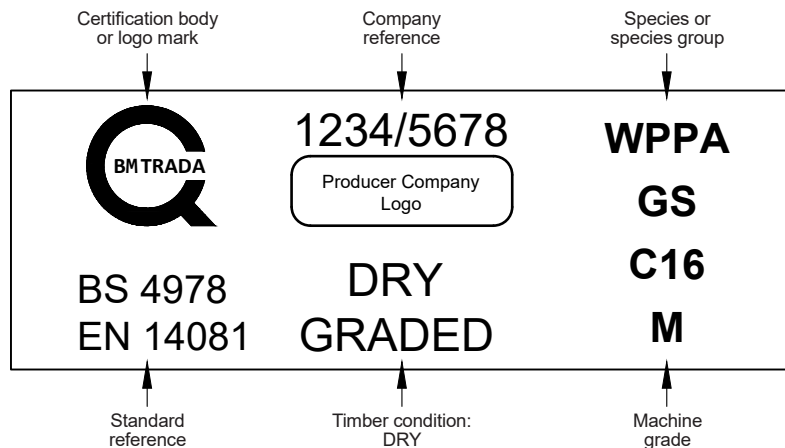 Certification body
or logo mark
Company
reference
Species or
species group
BMTRADA
1234/5678
Producer Company
Logo
WPPA
GS
C16
M
BS 4978
EN 14081
DRY
GRADED
Standard
reference
Timber condition:
DRY
Machine
grade